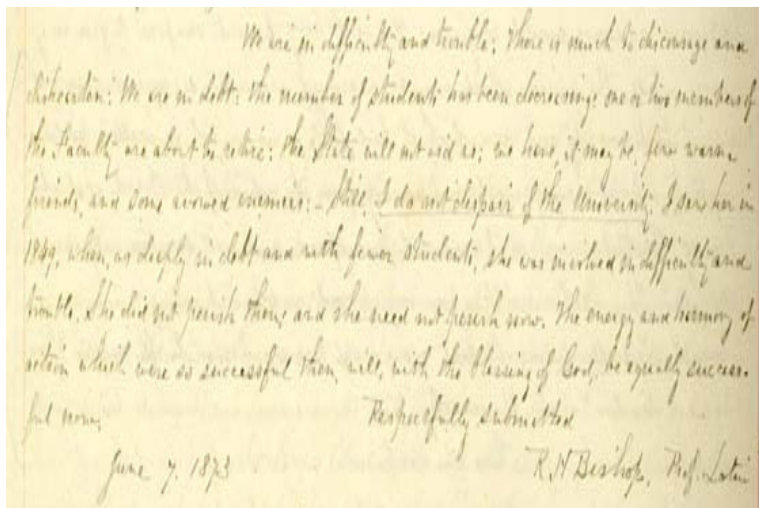 We are in difficulty and trouble; There is much to discourage and
dishearten: We are in debt: the number of students has been decreasing: one or two members of
the Faculty are about to retire: the State will not aid us; we have, it may be, few warm
friends, and some avowed enemies:- Still, I do not despair of the University. I saw her in
1849, when, as deeply in debt and with fewer students, she was involved in difficulty and
trouble. She did not perish then; and she need not perish now. The energy and harmony of
action which were so successful then, will, with the blessing of God, be equally success-
ful now.
Respectfully submitted
June 7. 1873
R. H Bishop, Prof. Latin